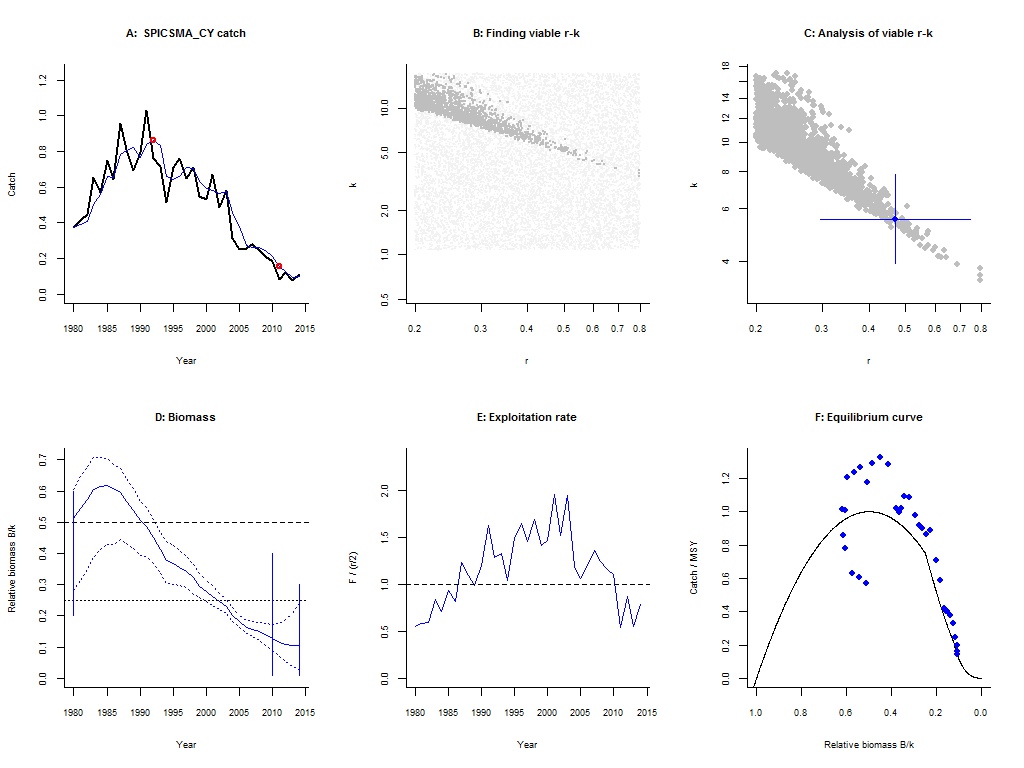 A: SPICSMA_CY catch
Catch
0.0 0.2 0.4 0.6 0.8 1.0 1.2
1980 1985 1990 1995 2000 2005 2010 2015
Year
B: Finding viable r-k
k
0.5 1.0 2.0 5.0 10.0
0.2 0.3 0.4 0.5 0.6 0.7 0.8
r
C: Analysis of viable r-k
k
4 6 8 10 12 14 18
0.2 0.3 0.4 0.5 0.6 0.7 0.8
r
D: Biomass
Relative biomass B/k
0.0 0.1 0.2 0.3 0.4 0.5 0.6 0.7
1980 1985 1990 1995 2000 2005 2010 2015
Year
E: Exploitation rate
F / (r/2)
0.0 0.5 1.0 1.5 2.0
1980 1985 1990 1995 2000 2005 2010 2015
Year
F: Equilibrium curve
Catch / MSY
0.0 0.2 0.4 0.6 0.8 1.0 1.2
1.0 0.8 0.6 0.4 0.2 0.0
Relative biomass B/k